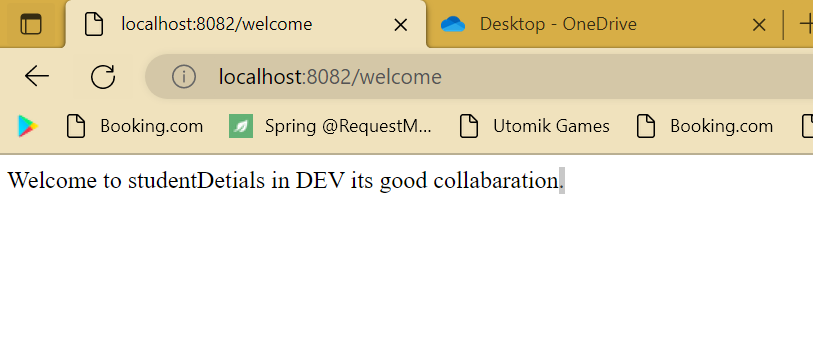 localhost:8082/welcome
Desktop - OneDrive
localhost:8082/welcome
Booking.com
Spring @RequestM...
Utomik Games
Booking.com
Welcome to studentDetials in DEV its good collabaration.